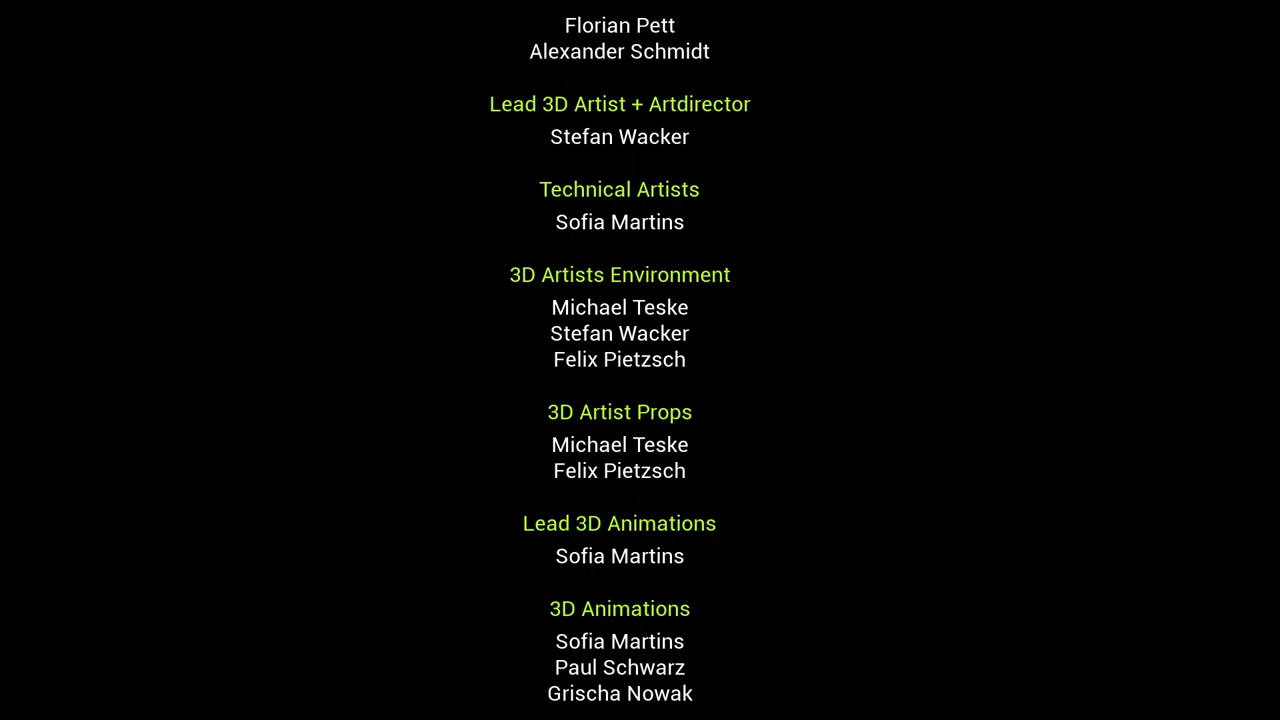 Florian Pett
Alexander Schmidt
Lead 3D Artist + Artdirector
Stefan Wacker
Technical Artists
Sofia Martins
3D Artists Environment
Michael Teske
Stefan Wacker
Felix Pietzsch
3D Artist Props
Michael Teske
Felix Pietzsch
Lead 3D Animations
Sofia Martins
3D Animations
Sofia Martins
Paul Schwarz
Grischa Nowak